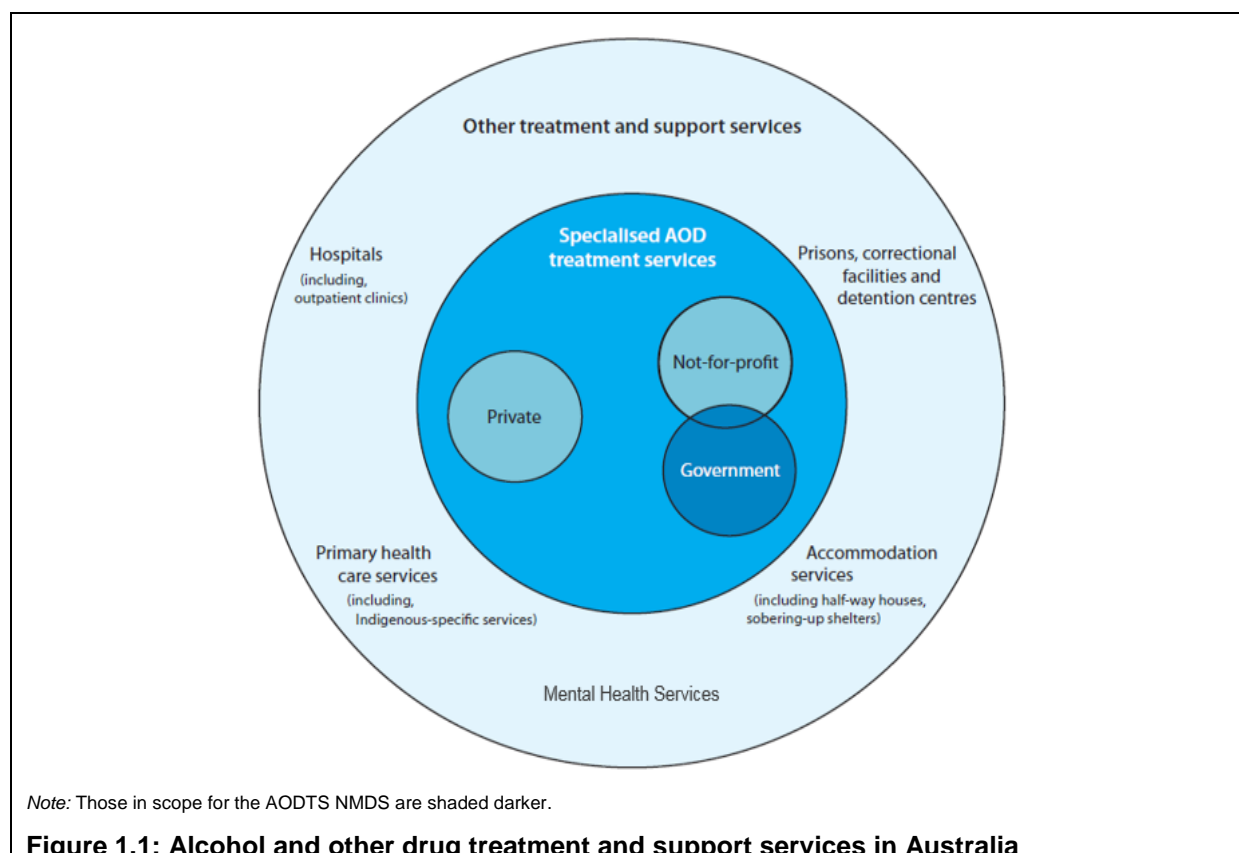 Other treatment and support services
Specialised AOD
treatment services
Hospitals
(including,
outpatient clinics)
Prisons, correctional
facilities and
detention centres
Not-for-profit
Private
Government
Primary health
care services
(including,
Indigenous-specific services)
Accommodation
services
(including half-way houses,
sobering-up shelters)
Mental Health Services
Note: Those in scope for the AODTS NMDS are shaded darker.
Figure 1.1: Alcohol and other drug treatment and support services in Australia